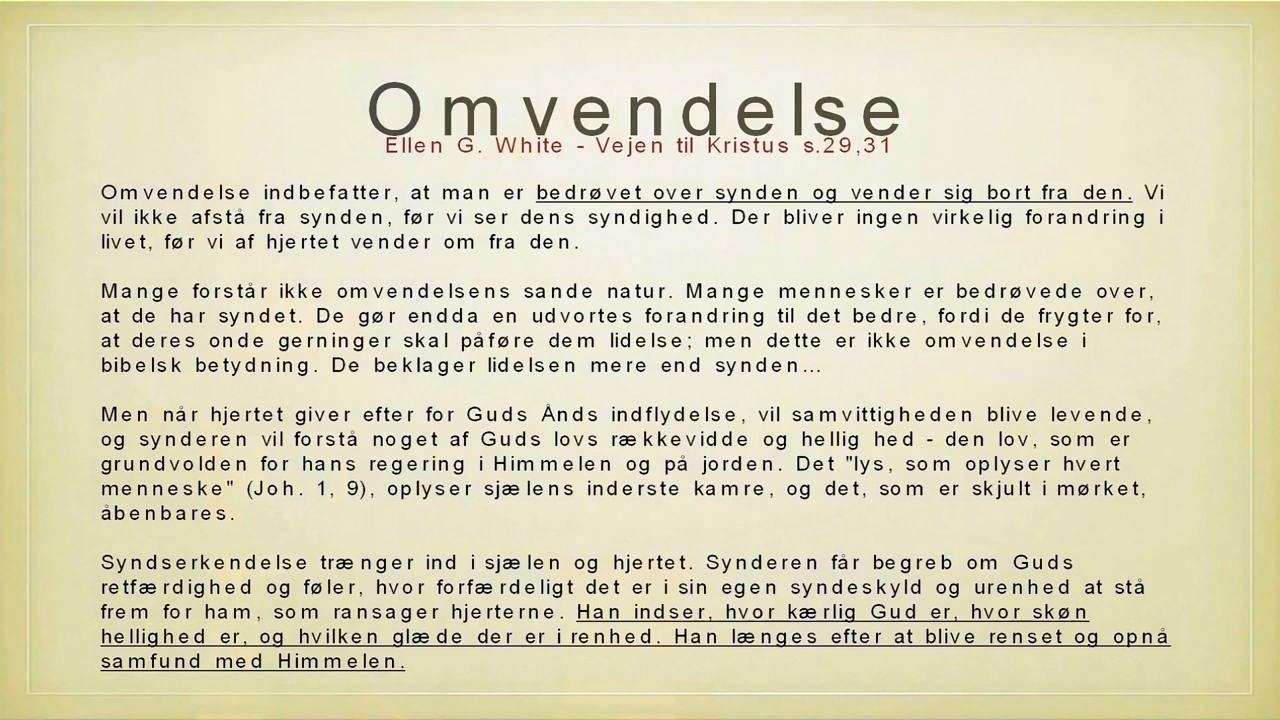 Omvendelse
Ellen G. White - Vejen til Kristus s.29,31
Omvendelse indbefatter, at man er bedrøvet over synden og vender sig bort fra den. Vi
vil ikke afstå fra synden, før vi ser dens syndighed. Der bliver ingen virkelig forandring i
livet, før vi af hjertet vender om fra den.
Mange forstår ikke omvendelsens sande natur. Mange mennesker er bedrøvede over,
at de har syndet. De gør endda en udvortes forandring til det bedre, fordi de frygter for,
at deres onde gerninger skal påføre dem lidelse; men dette er ikke omvendelse i
bibelsk betydning. De beklager lidelsen mere end synden...
Men når hjertet giver efter for Guds Ånds indflydelse, vil samvittigheden blive levende,
og synderen vil forstå noget af Guds lovs rækkevidde og hellig hed - den lov, som er
grundvolden for hans regering i Himmelen og på jorden. Det "lys, som oplyser hvert
menneske" (Joh. 1, 9), oplyser sjælens inderste kamre, og det, som er skjult i mørket,
åbenbares.
Syndserkendelse trænger ind i sjælen og hjertet. Synderen får begreb om Guds
retfærdighed og føler, hvor forfærdeligt det er i sin egen syndeskyld og urenhed at stå
frem for ham, som ransager hjerterne. Han indser, hvor kærlig Gud er, hvor skøn
hellighed er, og hvilken glæde der er i renhed. Han længes efter at blive renset og opnå
samfund med Himmelen.